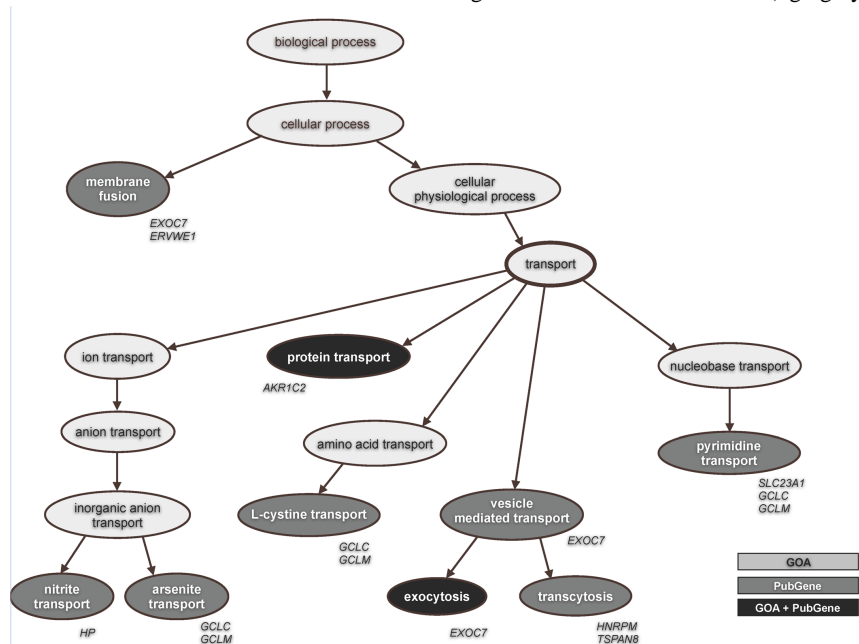 biological process
cellular process
membrane
fusion
EXOC7
ERVWE1
cellular
physiological process
transport
ion transport
protein transport
AKR1C2
nucleobase transport
anion transport
amino acid transport
pyrimidine
transport
SLC23A1
GCLC
GCLM
inorganic anion
transport
L-cystine transport
GCLC
GCLM
vesicle
mediated transport
EXOC7
nitrite
transport
HP
arsenite
transport
GCLC
GCLM
exocytosis
EXOC7
transcytosis
HNRPM
TSPAN8
GOA
PubGene
GOA + PubGene